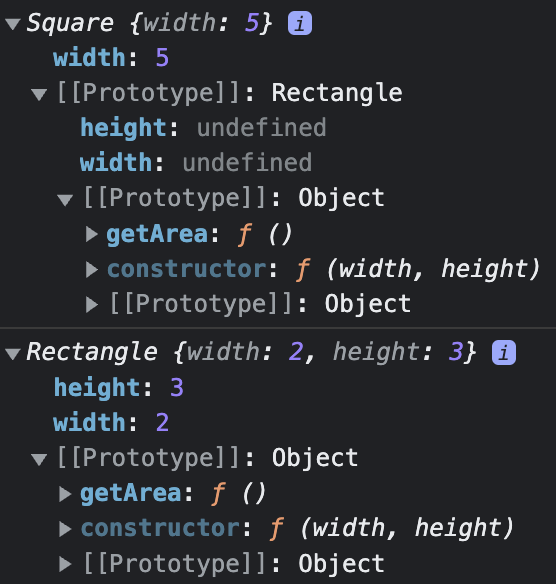 ▼Square {width: 5} i
width: 5
▼[[Prototype]]: Rectangle
height: undefined
width: undefined
▼[[Prototype]]: Object
▶getArea: ƒ ()
▶constructor: ƒ (width, height)
▶[[Prototype]]: Object
▼Rectangle {width: 2, height: 3} i
height: 3
width: 2
▼[[Prototype]]: Object
▶getArea: ƒ ()
▶constructor: ƒ (width, height)
▶[[Prototype]]: Object